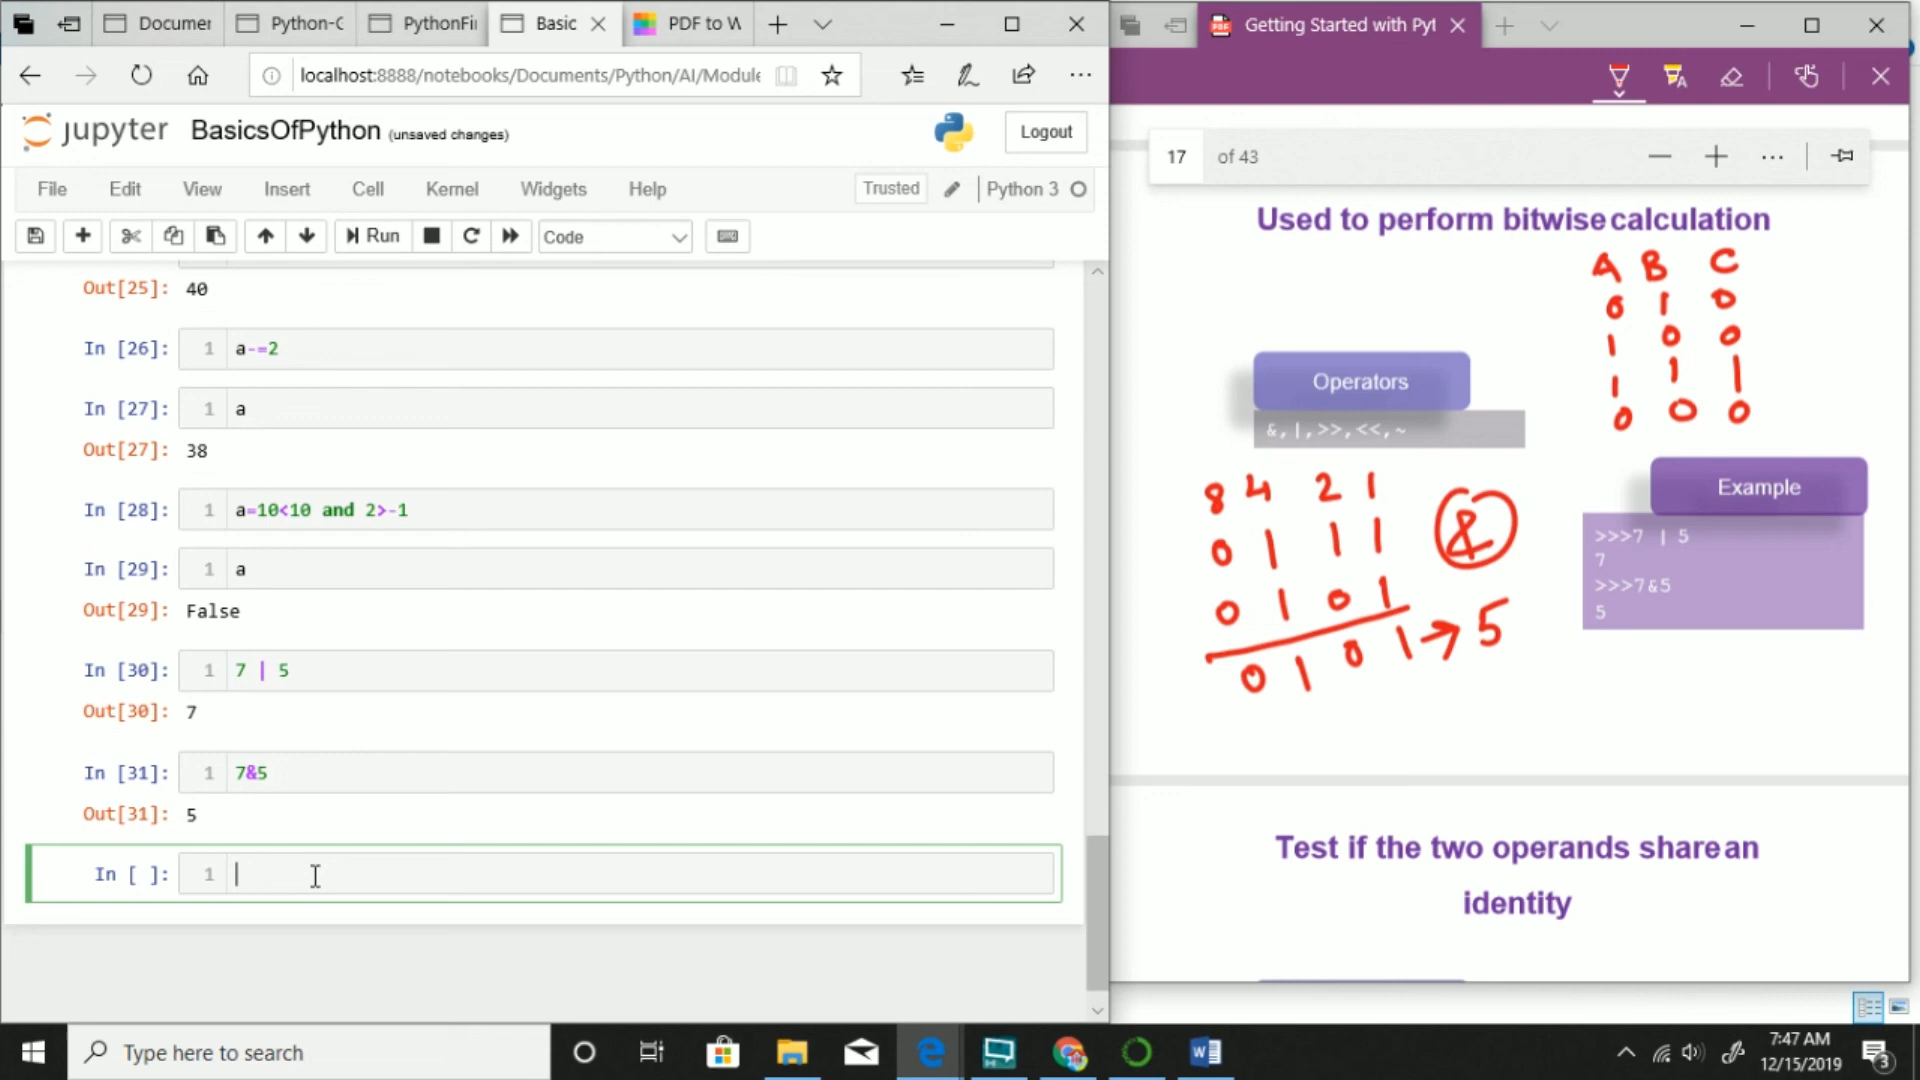 Documer
Python-C
PythonFii
Basic
PDF to W
localhost:8888/notebooks/Documents/Python/AI/Module
jupyter BasicsOfPython (unsaved changes)
Logout
File Edit View Insert Cell Kernel Widgets Help
Trusted
Python 3
Run
Code
Out[25]: 40
In [26]: 1 a-=2
In [27]: 1 a
Out[27]: 38
In [28]: 1 a=10<10 and 2>-1
In [29]: 1 a
Out[29]: False
In [30]: 1 7 | 5
Out[30]: 7
In [31]: 1 7&5
Out[31]: 5
In [ ]: 1
Getting Started with Pyt
17 of 43
Used to perform bitwise calculation
A B C
0 1 0
1 0 0
1 1 1
0 0 0
Operators
&,|,>>,<<,~
8 4 2 1
0 1 1 1 &
0 1 0 1
0 1 0 1 → 5
Example
>>>7 | 5
7
>>>7&5
5
Test if the two operands share an
identity
Type here to search
7:47 AM
12/15/2019
3